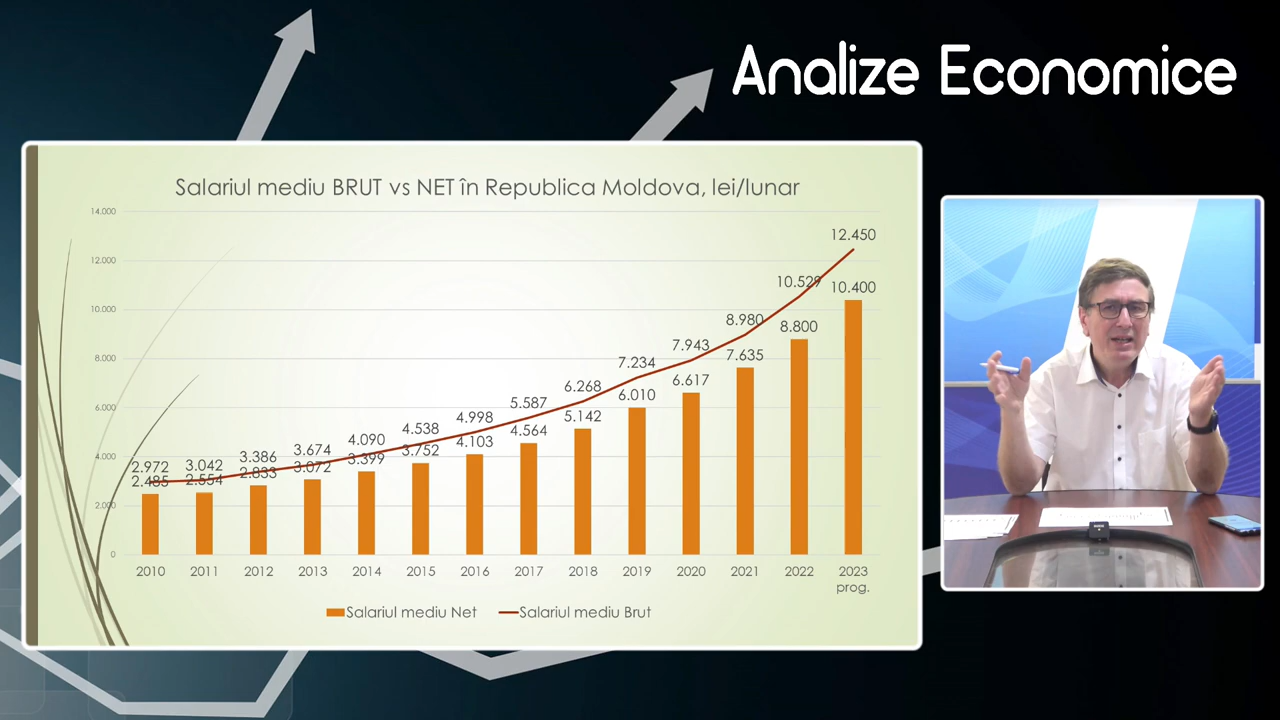 Analize Economice
Salariul mediu BRUT vs NET în Republica Moldova, lei/lunar
14.000
12.000
10.000
8.000
6.000
4.000
2.000
0
2.972 3.042 3.386 3.674 4.090 4.538 4.998 5.587 6.268 7.234 7.943 8.980 10.529 12.450
2.485 2.554 2.833 3.072 3.399 3.752 4.103 4.564 5.142 6.010 6.617 7.635 8.800 10.400
2010 2011 2012 2013 2014 2015 2016 2017 2018 2019 2020 2021 2022 2023
prog.
Salariul mediu Net Salariul mediu Brut